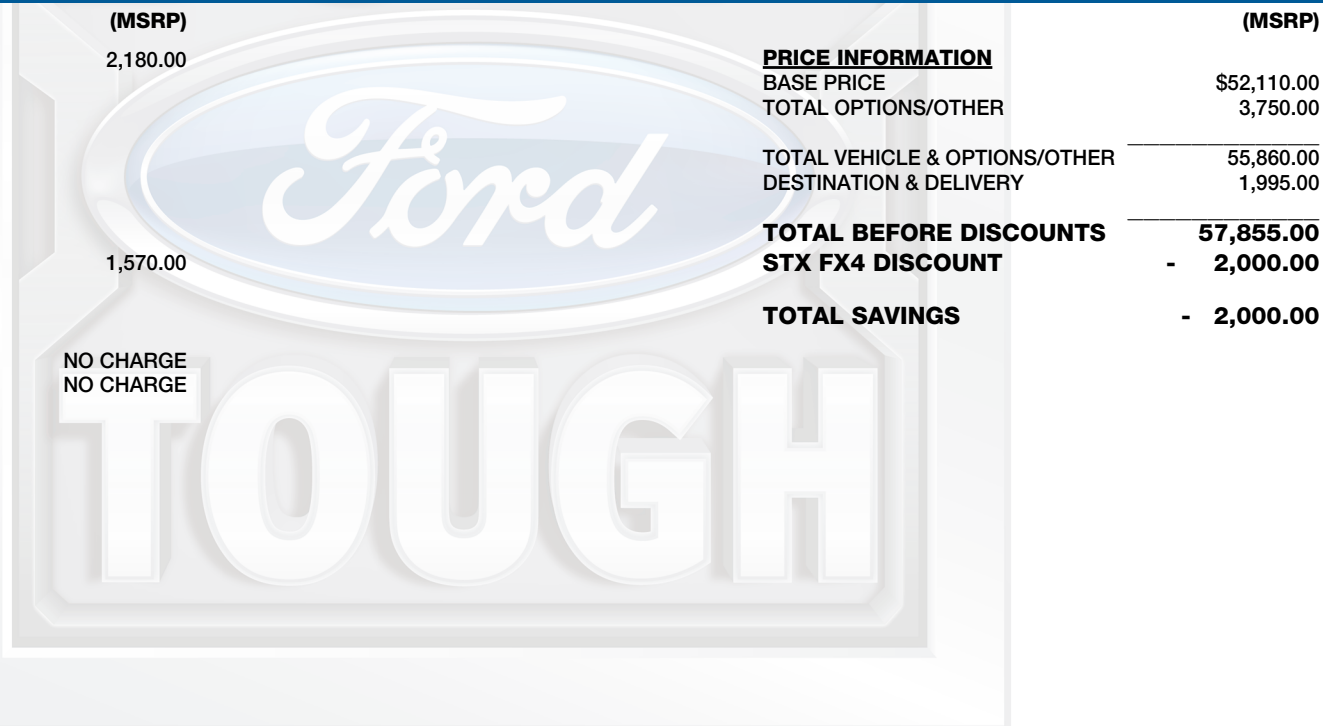 (MSRP)
2,180.00
1,570.00
NO CHARGE
NO CHARGE
Ford
TOUGH
(MSRP)
PRICE INFORMATION
BASE PRICE $52,110.00
TOTAL OPTIONS/OTHER 3,750.00
TOTAL VEHICLE & OPTIONS/OTHER 55,860.00
DESTINATION & DELIVERY 1,995.00
TOTAL BEFORE DISCOUNTS 57,855.00
STX FX4 DISCOUNT - 2,000.00
TOTAL SAVINGS - 2,000.00